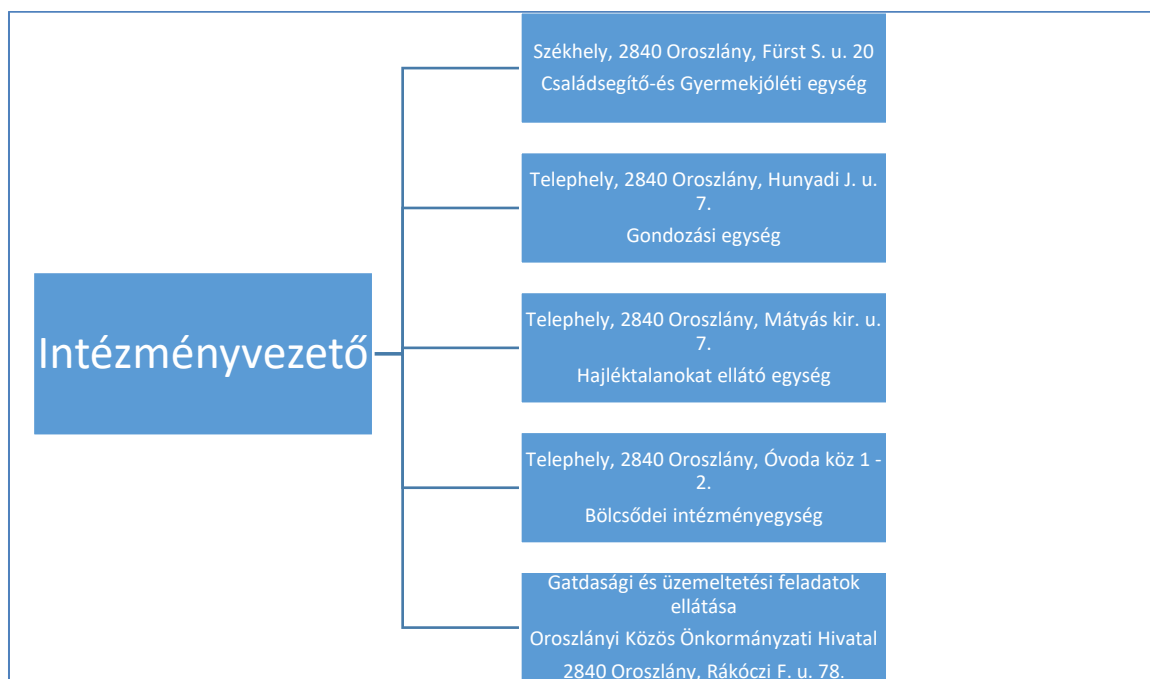 Intézményvezető
Székhely, 2840 Oroszlány, Fürst S. u. 20
Családsegítő-és Gyermekjóléti egység
Telephely, 2840 Oroszlány, Hunyadi J. u.
7.
Gondozási egység
Telephely, 2840 Oroszlány, Mátyás kir. u.
7.
Hajléktalanokat ellátó egység
Telephely, 2840 Oroszlány, Óvoda köz 1 -
2.
Bölcsődei intézményegység
Gatdasági és üzemeltetési feladatok
ellátása
Oroszlányi Közös Önkormányzati Hivatal
2840 Oroszlány, Rákóczi F. u. 78.